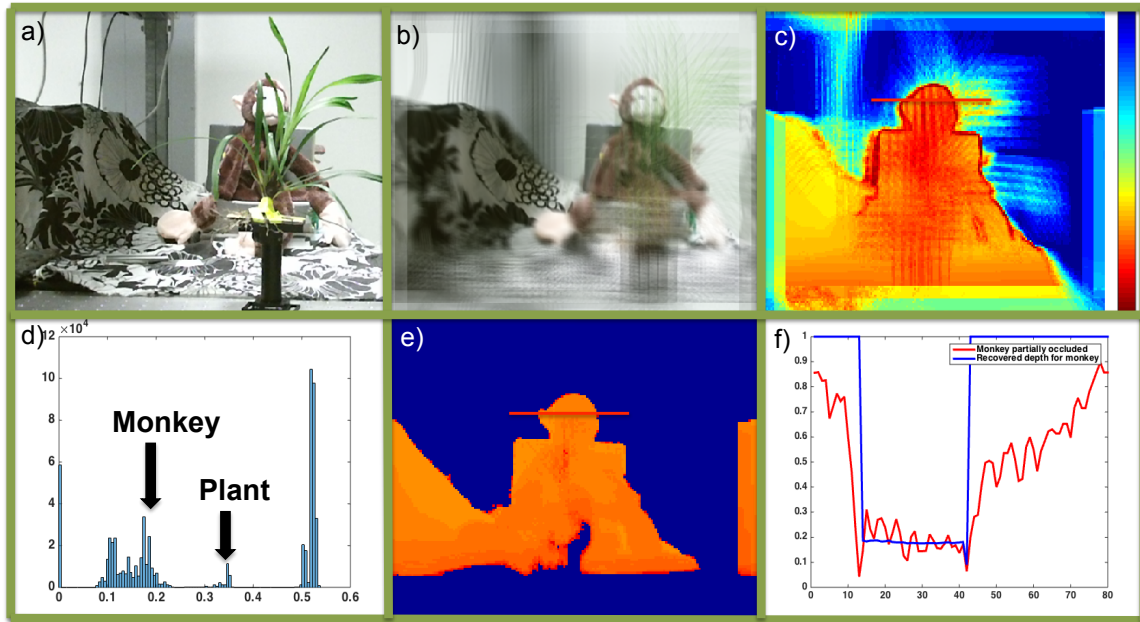 a)
b)
c)
d)
12
×10^4
10
8
6
4
2
0
0 0.1 0.2 0.3 0.4 0.5 0.6
Monkey
Plant
e)
f)
1
0.9
0.8
0.7
0.6
0.5
0.4
0.3
0.2
0.1
0
0 10 20 30 40 50 60 70 80
Monkey partially occluded
Recovered depth for monkey